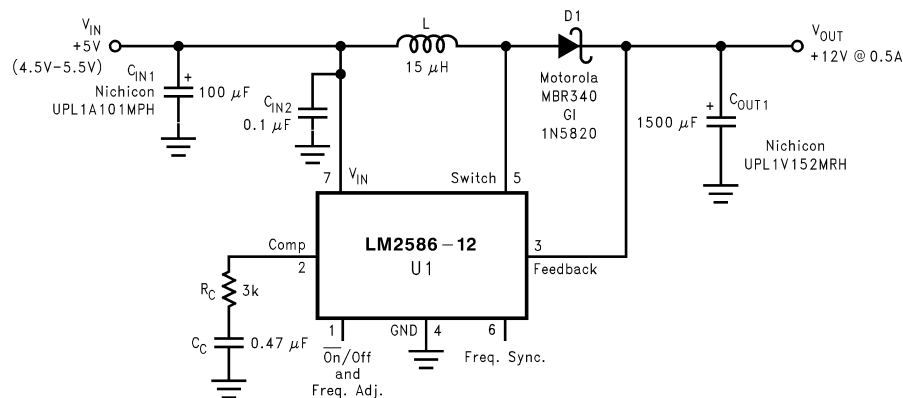 V_IN
+5V
(4.5V–5.5V)
C_IN1
Nichicon
UPL1A101MPH
+
100 μF
C_IN2
0.1 μF
L
15 μH
D1
Motorola
MBR340
GI
1N5820
V_OUT
+12V @ 0.5A
+
C_OUT1
1500 μF
Nichicon
UPL1V152MRH
7
V_IN
Switch
5
LM2586-12
U1
Comp
2
3
Feedback
R_C
3k
C_C
0.47 μF
1
GND
4
6
O̅n̅/Off
and
Freq. Adj.
Freq. Sync.